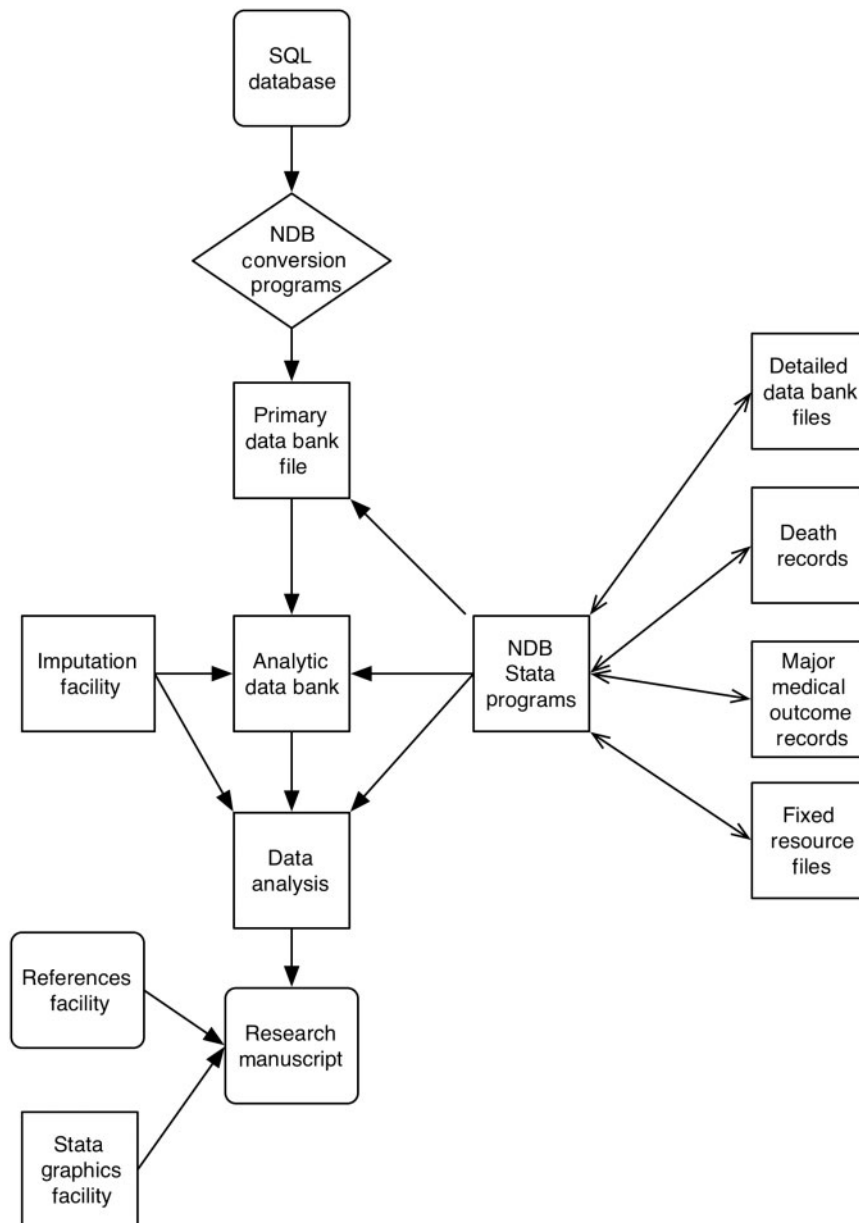 SQL
database
NDB
conversion
programs
Primary
data bank
file
Detailed
data bank
files
Death
records
Imputation
facility
Analytic
data bank
NDB
Stata
programs
Major
medical
outcome
records
Data
analysis
Fixed
resource
files
References
facility
Research
manuscript
Stata
graphics
facility